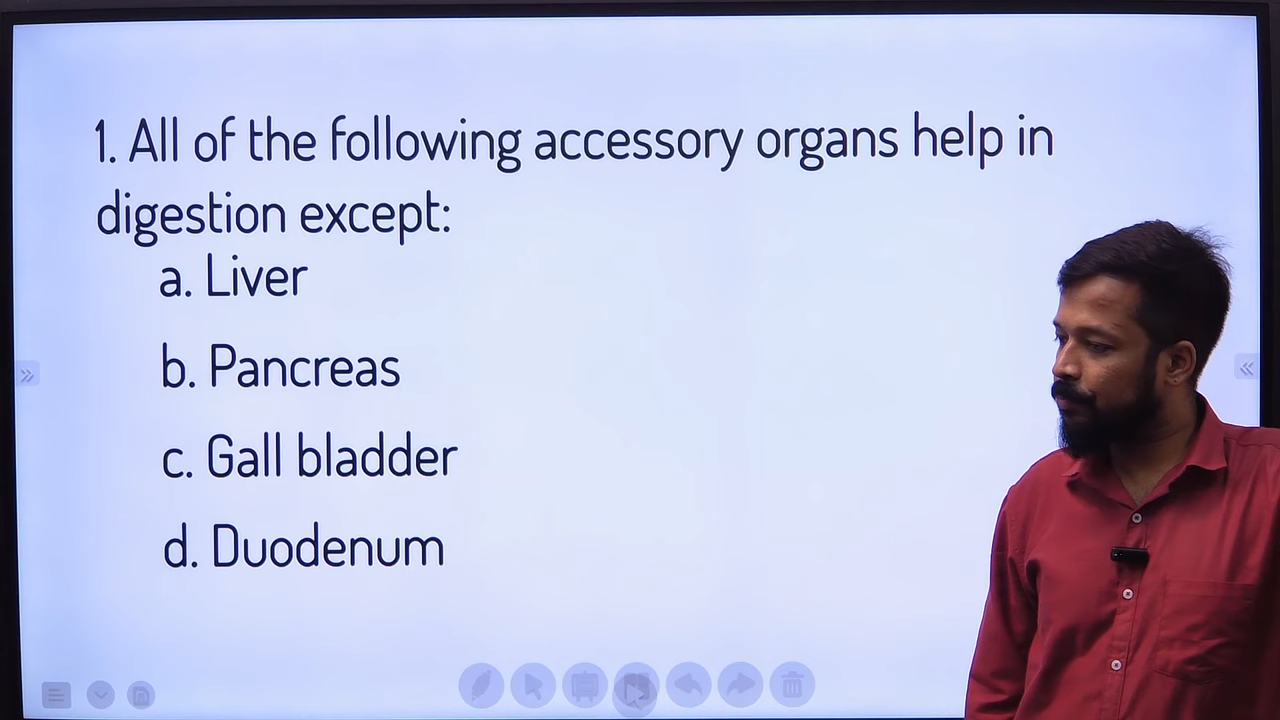 1. All of the following accessory organs help in
digestion except:
a. Liver
b. Pancreas
c. Gall bladder
d. Duodenum